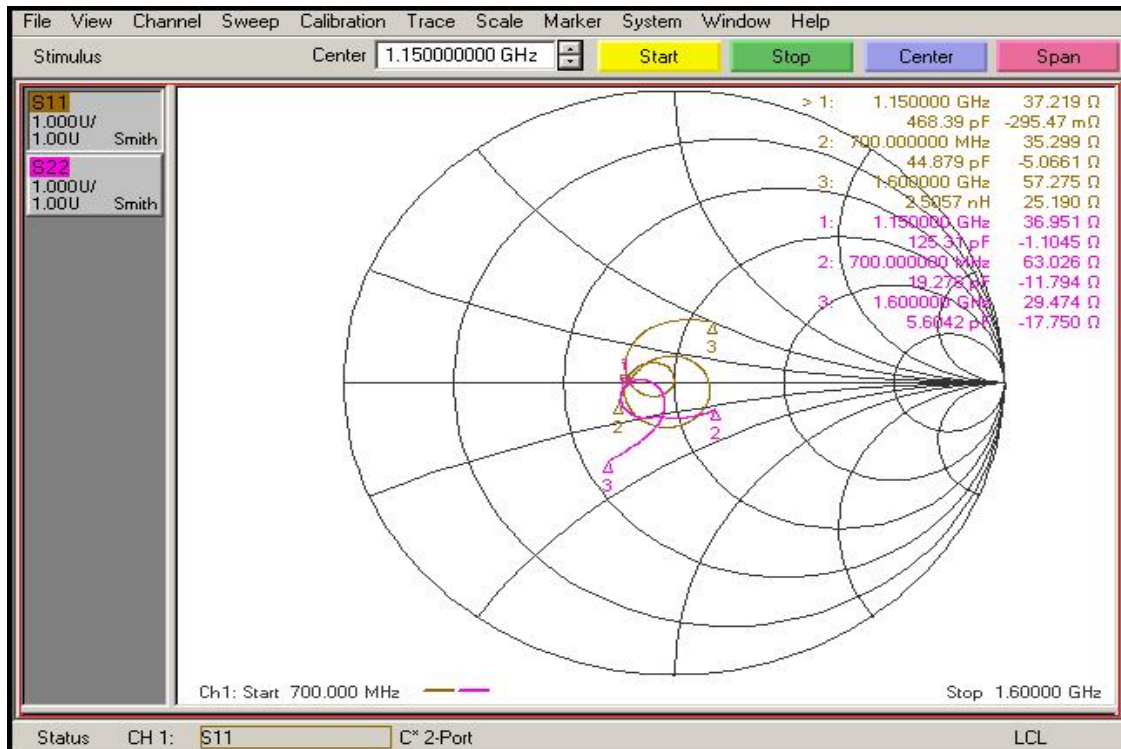 File View Channel Sweep Calibration Trace Scale Marker System Window Help
Stimulus Center 1.150000000 GHz Start Stop Center Span
S11
1.000U/
1.00U Smith
S22
1.000U/
1.00U Smith
> 1: 1.150000 GHz 37.219 Ω
468.39 pF -295.47 mΩ
2: 700.000000 MHz 35.299 Ω
44.879 pF -5.0661 Ω
3: 1.600000 GHz 57.275 Ω
2.5057 nH 25.190 Ω
1: 1.150000 GHz 36.951 Ω
125.31 pF -1.1045 Ω
2: 700.000000 MHz 63.026 Ω
19.278 pF -11.794 Ω
3: 1.600000 GHz 29.474 Ω
5.6042 pF -17.750 Ω
3
2
2
3
Ch1: Start 700.000 MHz Stop 1.60000 GHz
Status CH 1: S11 C* 2-Port LCL